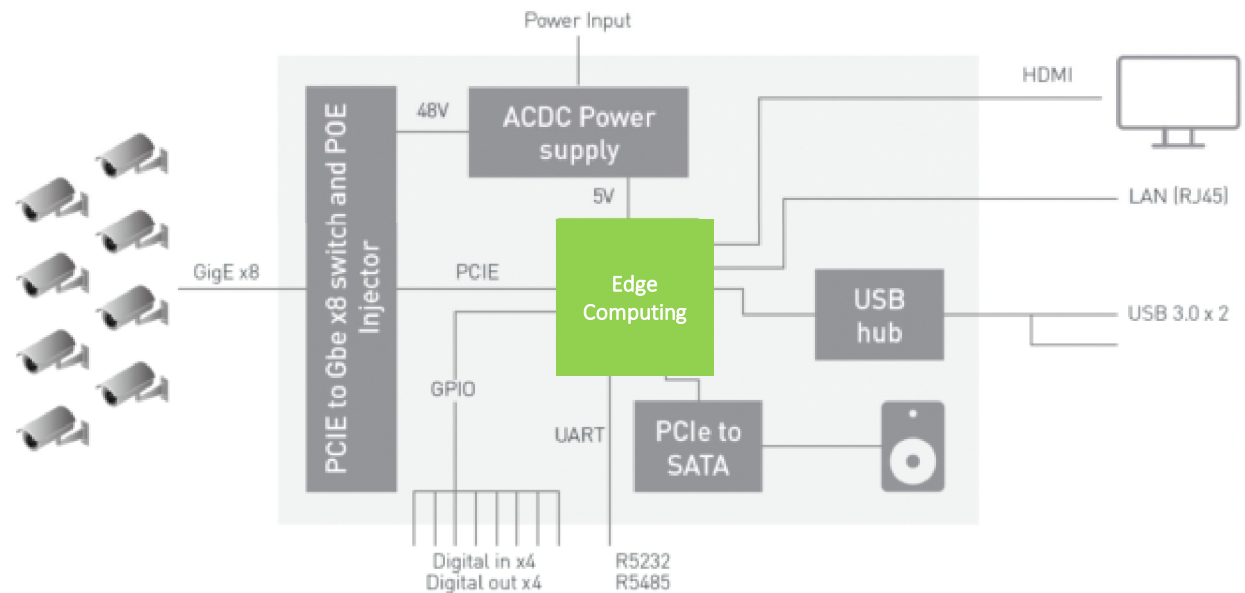 Power Input
HDMI
48V
ACDC Power
supply
5V
LAN (RJ45)
GigE x8
PCIE to Gbe x8 switch and POE
Injector
PCIE
Edge
Computing
USB
hub
USB 3.0 x 2
GPIO
UART
PCIe to
SATA
Digital in x4
Digital out x4
R5232
R5485